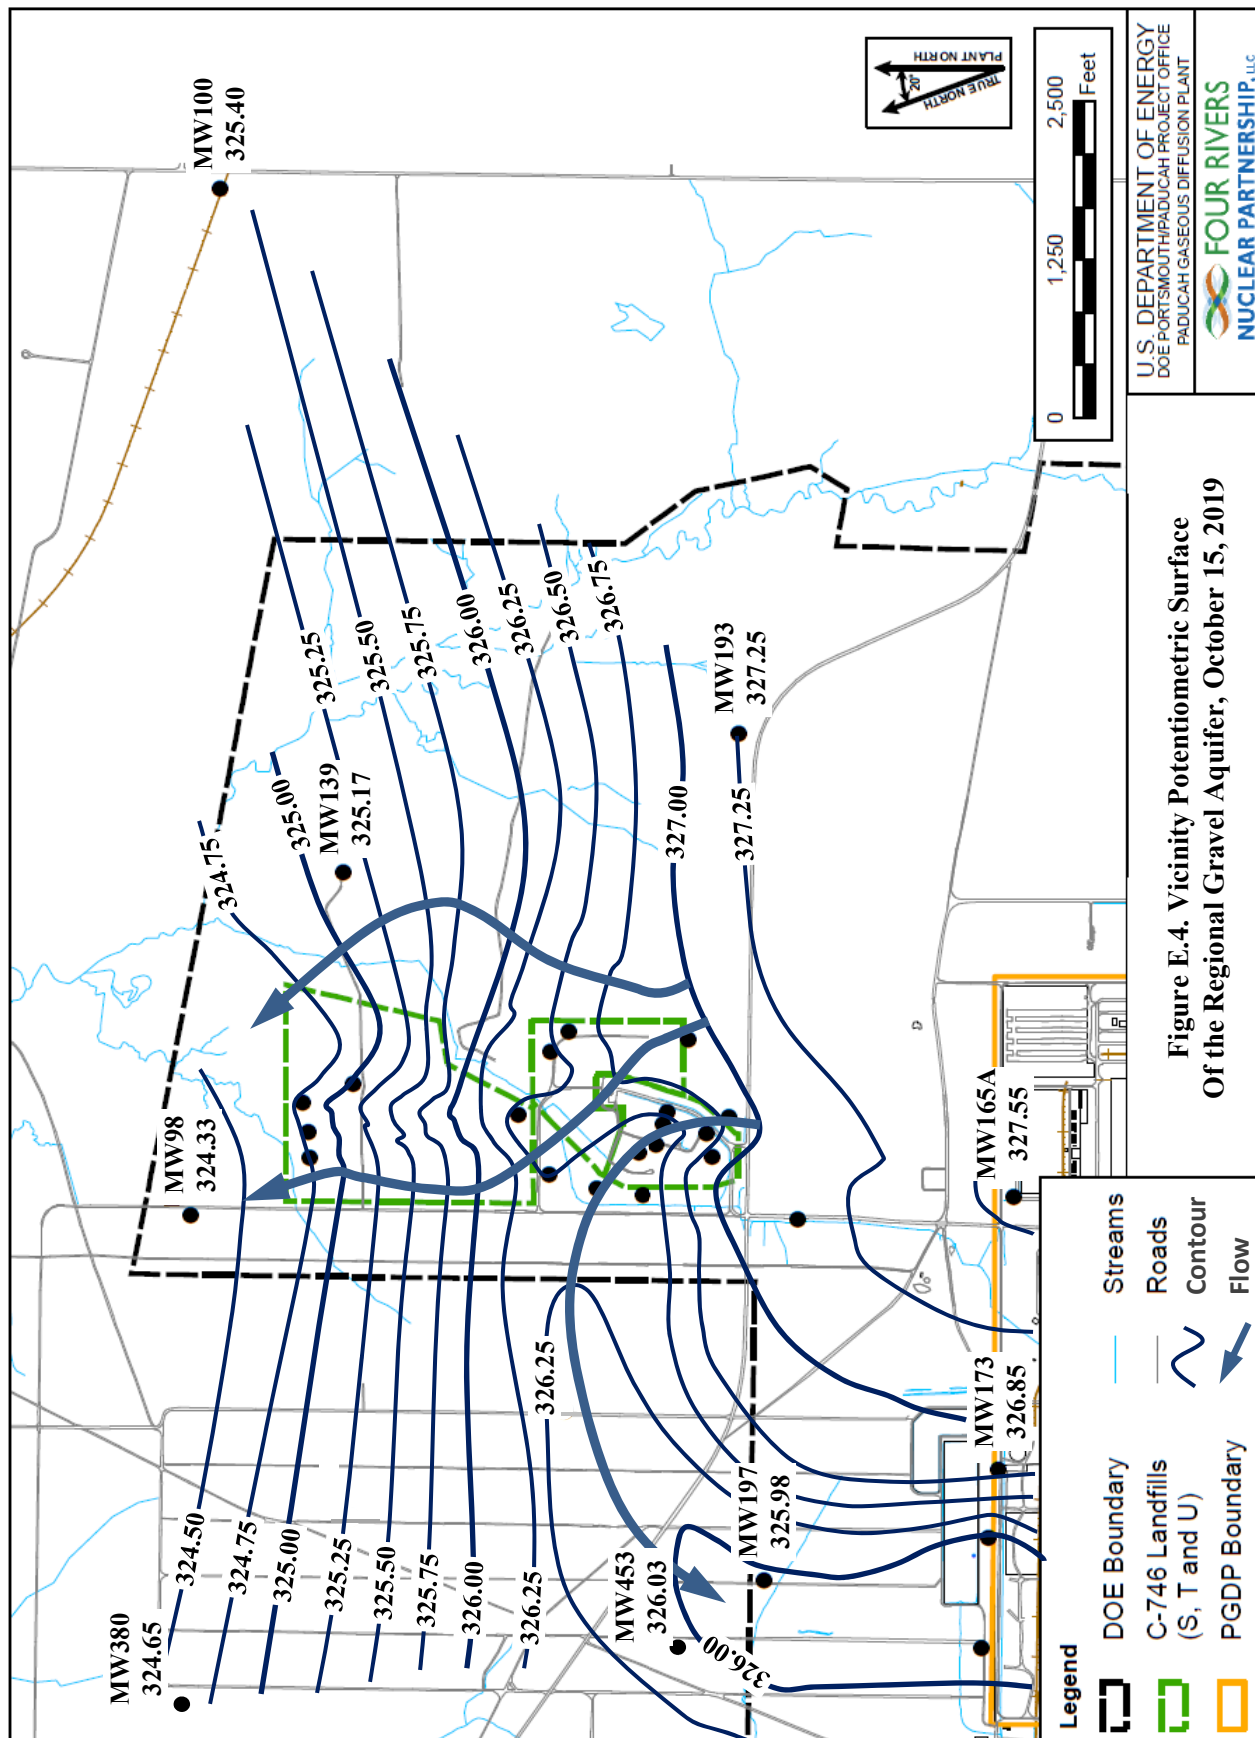 MW100
325.40
PLANT NORTH
TRUE NORTH
20°
0
1,250
2,500
Feet
U.S. DEPARTMENT OF ENERGY
DOE PORTSMOUTH/PADUCAH PROJECT OFFICE
PADUCAH GASEOUS DIFFUSION PLANT
FOUR RIVERS
NUCLEAR PARTNERSHIP, LLC
MW98
324.33
MW139
325.17
MW193
327.25
MW165A
327.55
MW173
326.85
MW197
325.98
MW453
326.03
MW380
324.65
324.75
325.00
325.25
325.50
325.75
326.00
326.25
326.50
326.75
327.00
327.25
324.50
324.75
325.00
325.25
325.50
325.75
326.00
326.25
326.25
326.00
Legend
DOE Boundary
C-746 Landfills
(S, T and U)
PGDP Boundary
Streams
Roads
Contour
Flow
Figure E.4. Vicinity Potentiometric Surface
Of the Regional Gravel Aquifer, October 15, 2019